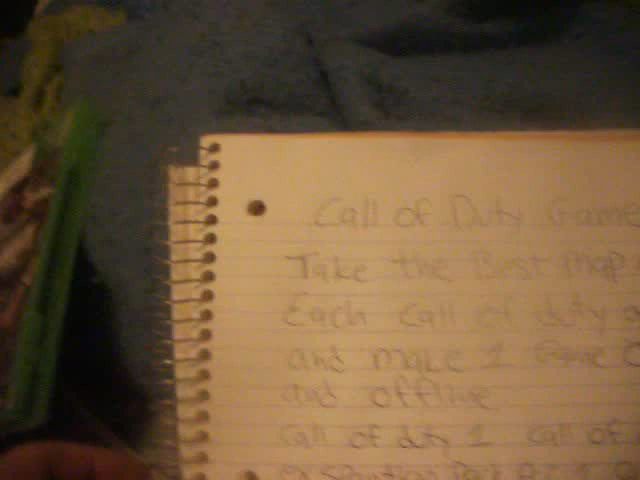 Call of Duty Game
Take the Best map
Each call of duty
and make 1 Game
and offline
call of duty 1 call of